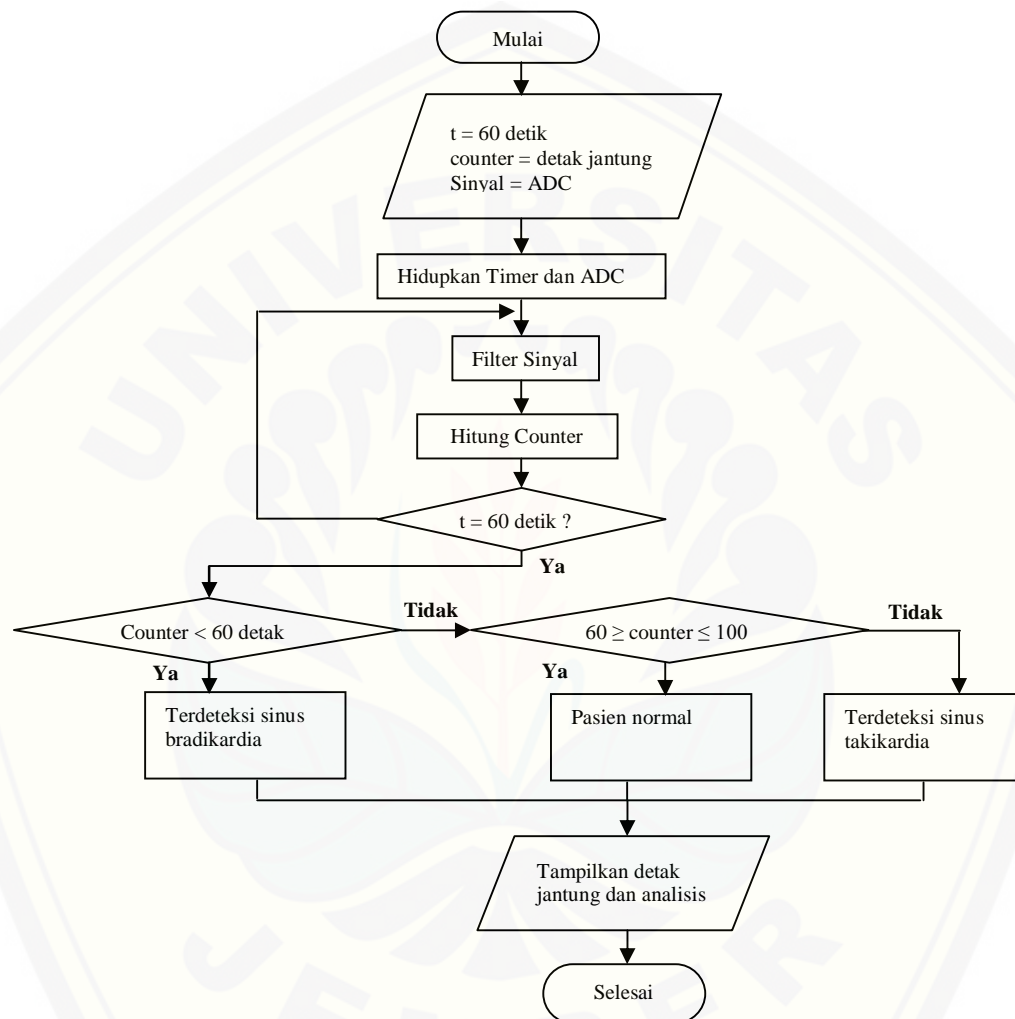 Mulai
t = 60 detik
counter = detak jantung
Sinyal = ADC
Hidupkan Timer dan ADC
Filter Sinyal
Hitung Counter
t = 60 detik ?
Ya
Counter < 60 detak
Tidak
60 ≥ counter ≤ 100
Tidak
Ya
Ya
Terdeteksi sinus
bradikardia
Pasien normal
Terdeteksi sinus
takikardia
Tampilkan detak
jantung dan analisis
Selesai
UNIVERSITAS
JEMBER